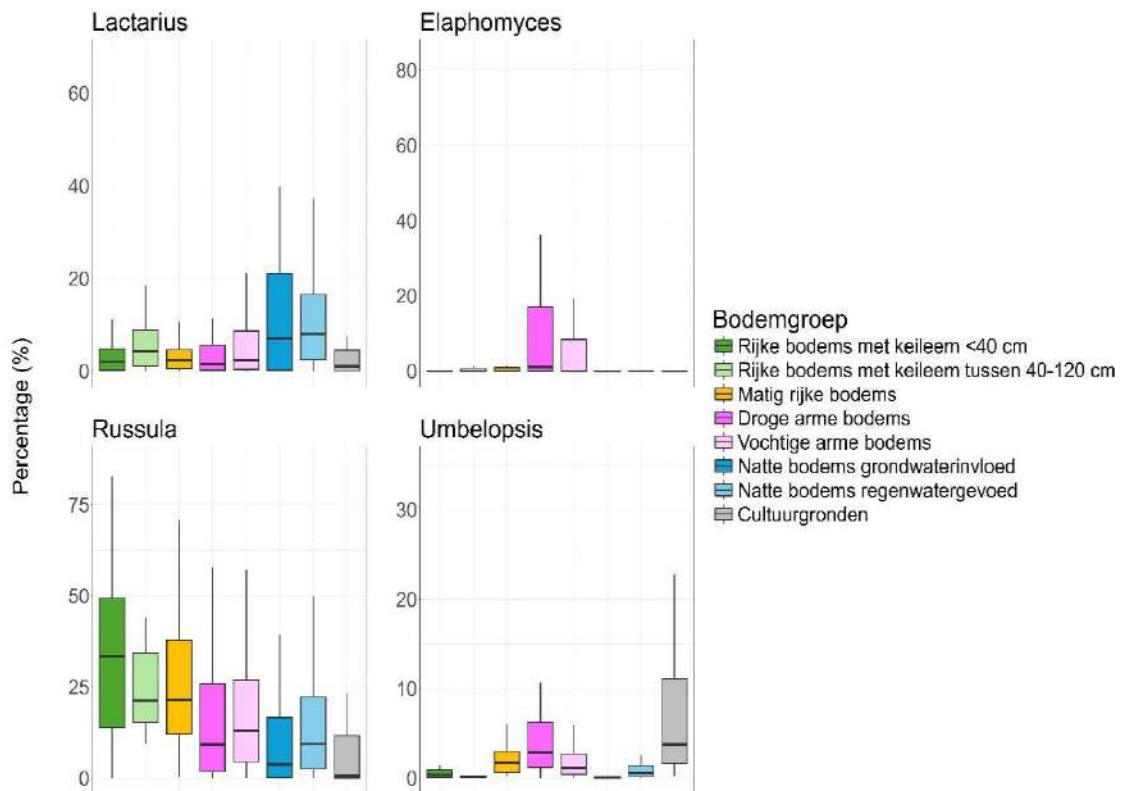 Lactarius
Elaphomyces
60
40
20
0
80
60
40
20
0
Percentage (%)
Russula
Umbelopsis
75
50
25
0
30
20
10
0
Bodemgroep
Rijke bodems met keileem <40 cm
Rijke bodems met keileem tussen 40-120 cm
Matig rijke bodems
Droge arme bodems
Vochtige arme bodems
Natte bodems grondwaterinvloed
Natte bodems regenwatergevoed
Cultuurgronden